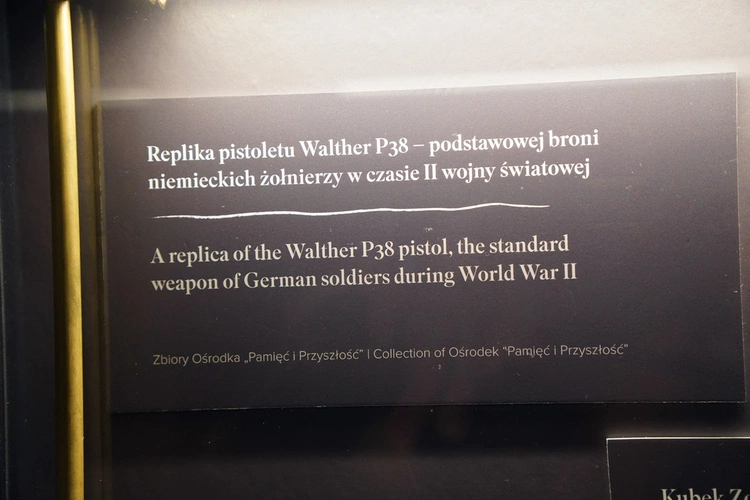 Replika pistoletu Walther P38 – podstawowej broni
niemieckich żołnierzy w czasie II wojny światowej
A replica of the Walther P38 pistol, the standard
weapon of German soldiers during World War II
Zbiory Ośrodka „Pamięć i Przyszłość” | Collection of Ośrodek “Pamięć i Przyszłość”
Kubek